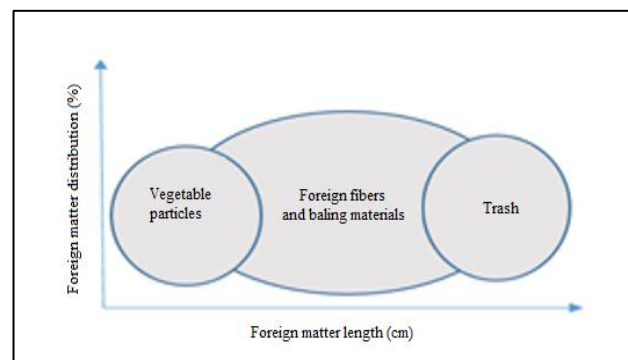 Foreign matter distribution (%)
Vegetable
particles
Foreign fibers
and baling materials
Trash
Foreign matter length (cm)